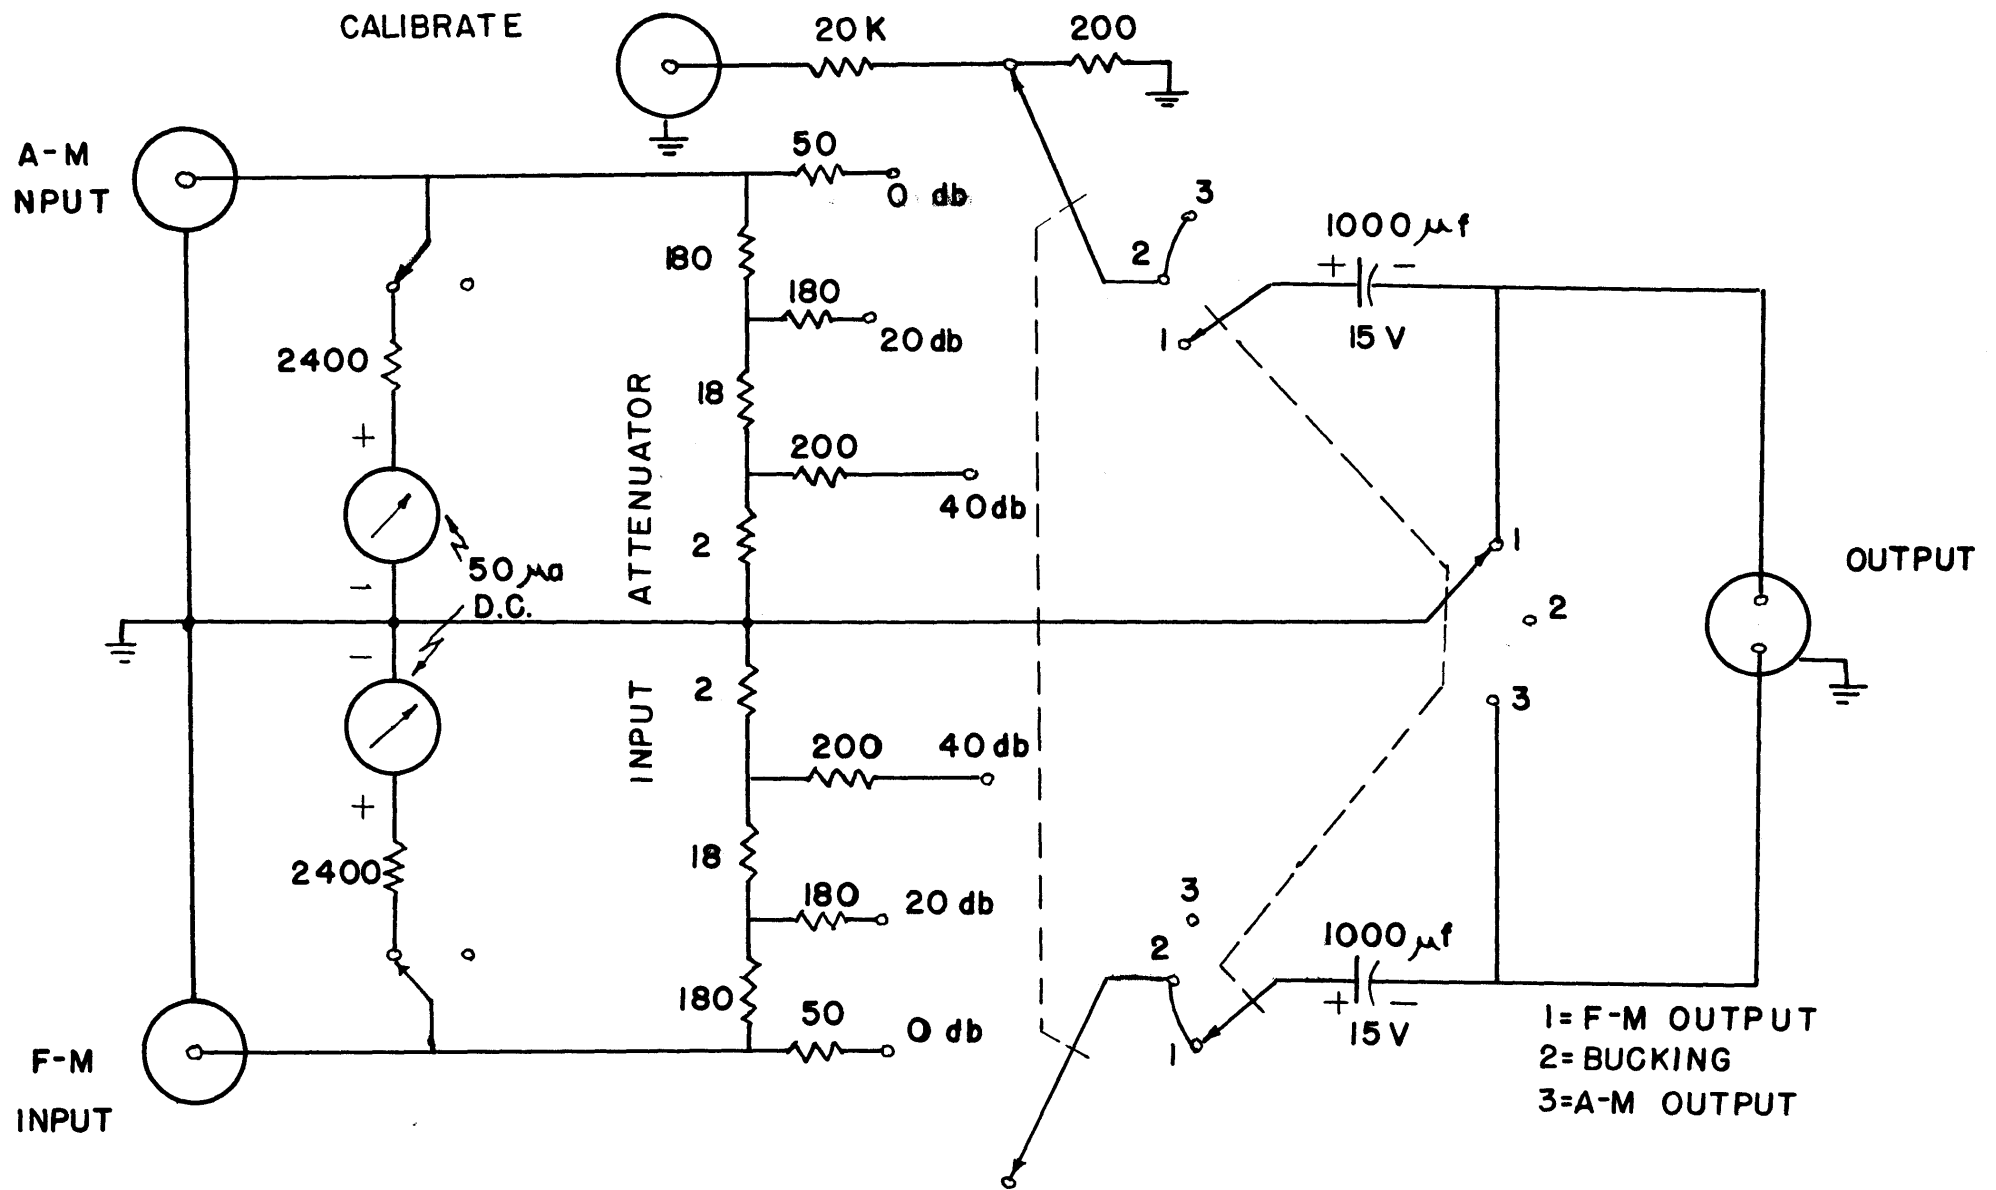 CALIBRATE
20 K
200
A-M
NPUT
50
0 db
180
180
20 db
3
2
1
1000 μf
+ −
15 V
2400
18
200
40 db
+
ATTENUATOR
2
50 μa
D.C.
−
1
2
3
OUTPUT
−
2
INPUT
200
40 db
+
2400
18
180
20 db
3
2
1
1000 μf
+ −
15 V
180
50
0 db
F-M
INPUT
1= F-M OUTPUT
2= BUCKING
3=A-M OUTPUT